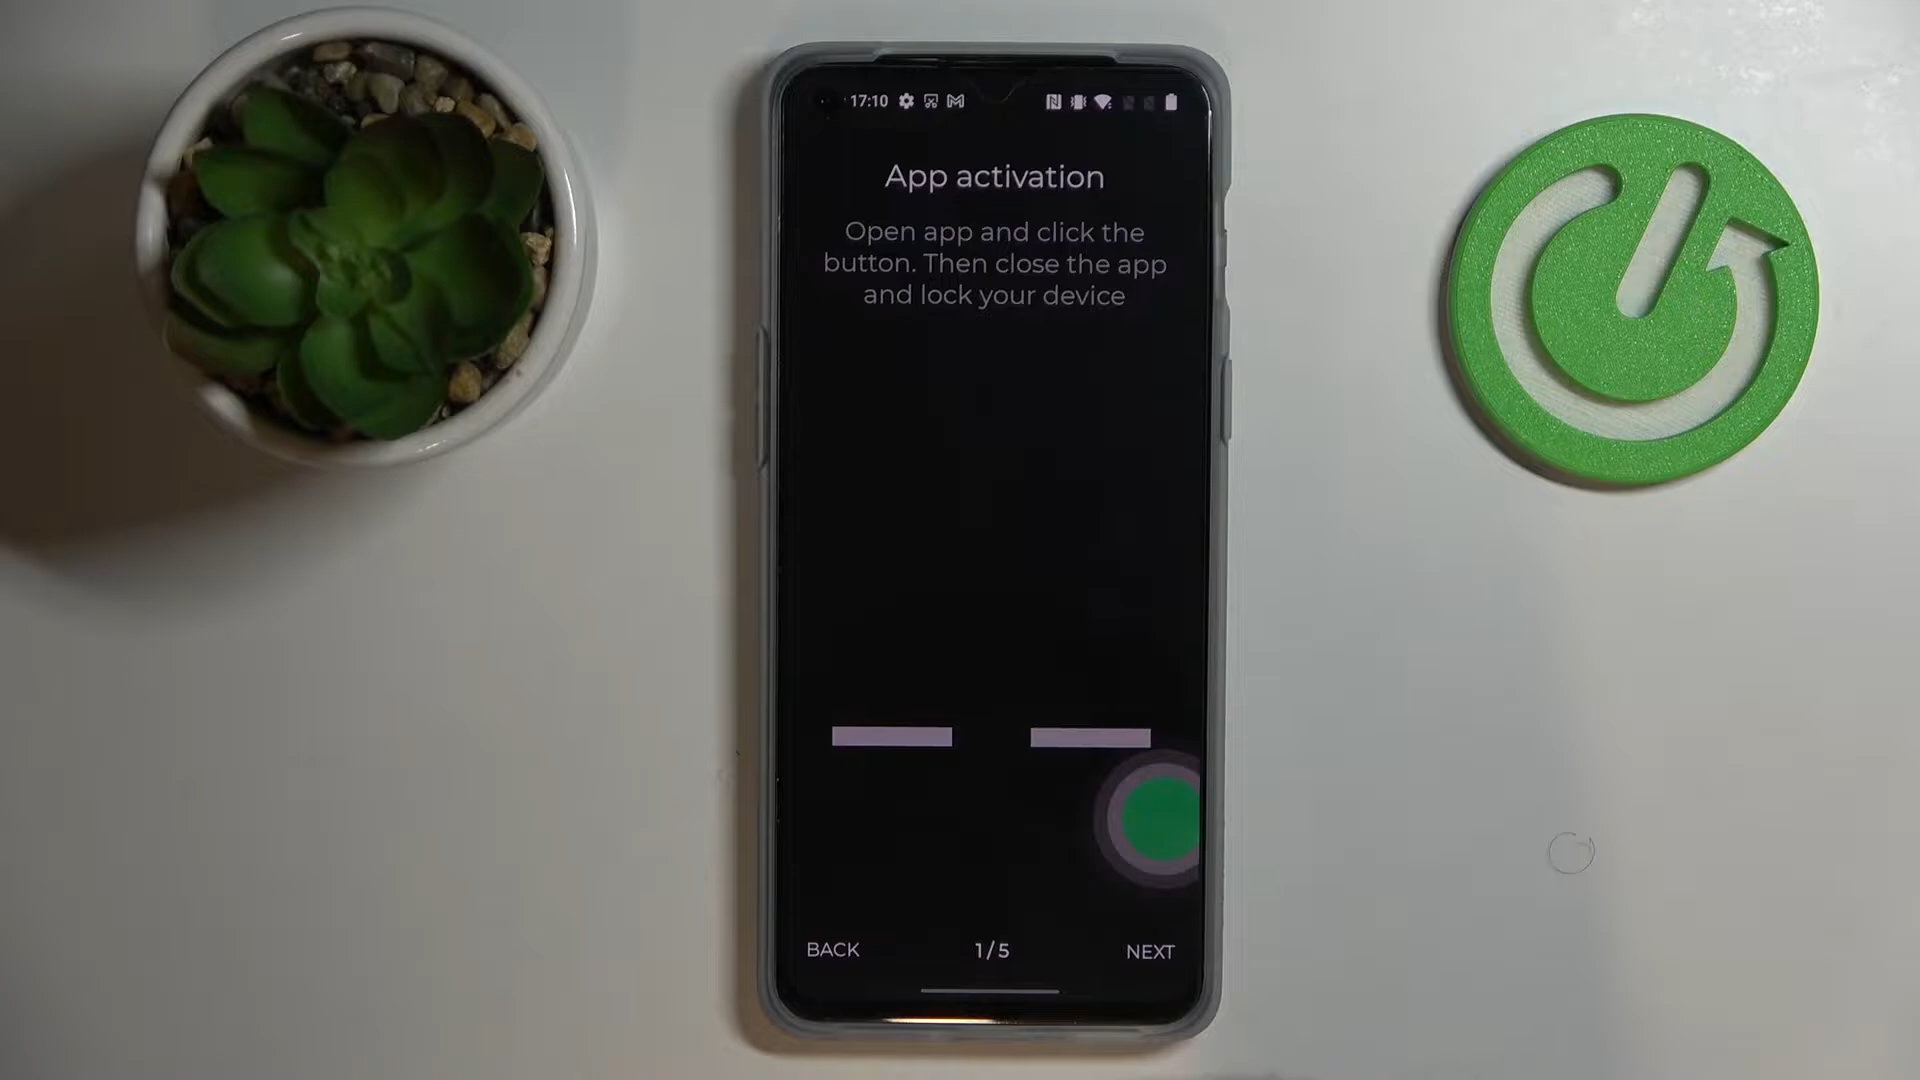 17:10
App activation
Open app and click the
button. Then close the app
and lock your device
BACK
1/5
NEXT